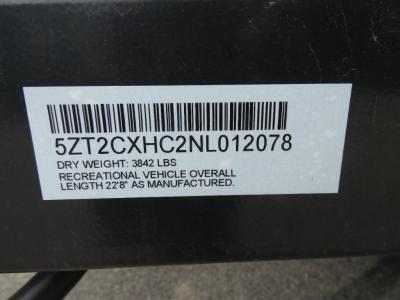 5ZT2CXHC2NL012078
DRY WEIGHT: 3842 LBS
RECREATIONAL VEHICLE OVERALL
LENGTH 22'8" AS MANUFACTURED.